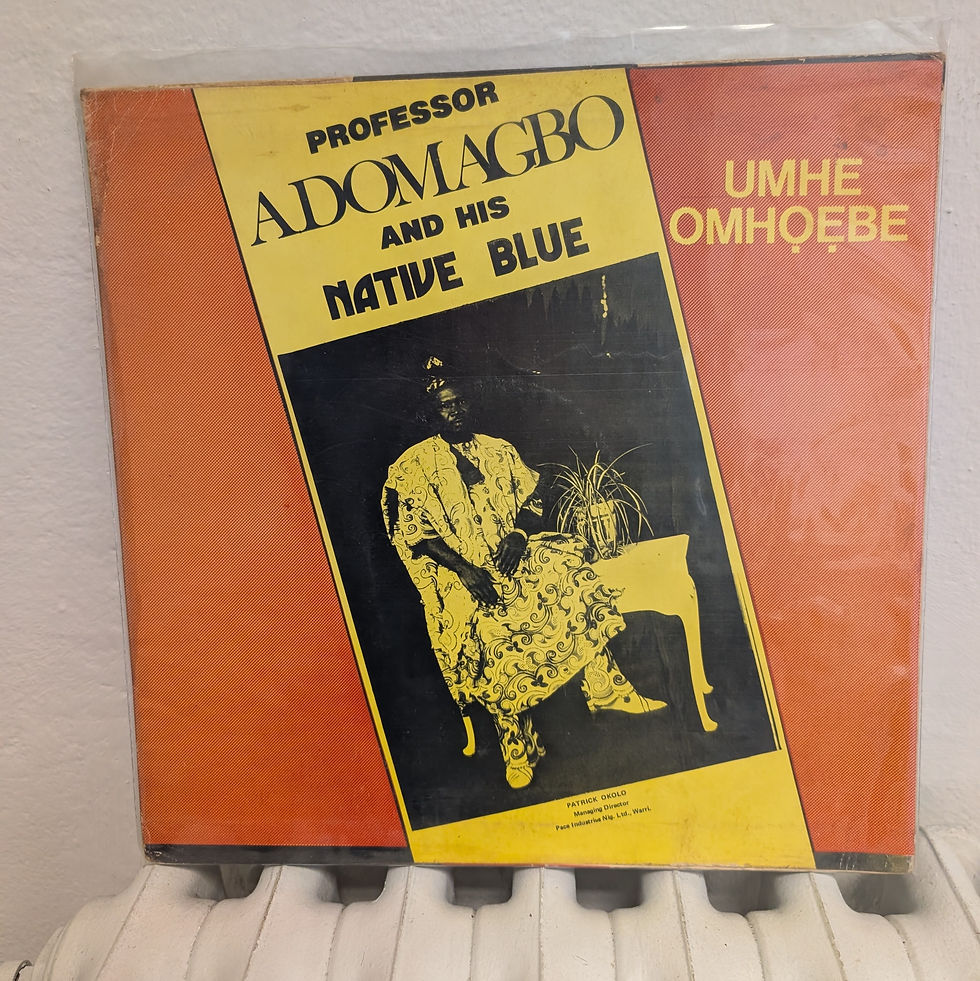 PROFESSOR
ADOMAGBO
AND HIS
NATIVE BLUE
UMHE
OMHỌẸBE
PATRICK OKOLO
Managing Director
Pace Industries Nig. Ltd., Warri.